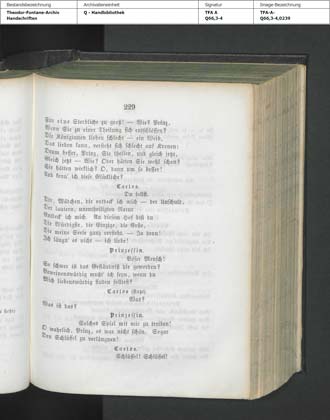 Bestandsbezeichnung
Theodor-Fontane-Archiv
Handschriften
Archivalieneinheit
Q - Handbibliothek
Signatur
TFA A
Q66,3-4
Image-Bezeichnung
TFA-A-
Q66,3-4,0239
229
Für eine Sterbliche zu groß! — Wie? Prinz,
Wenn Sie zu einer Theilung sich entschlössen?
Die Königinnen lieben schlecht — ein Weib,
Das lieben kann, versteht sich schlecht auf Kronen:
Drum besser, Prinz, Sie theilen, und gleich jetzt,
Gleich jetzt — Wie? Oder hätten Sie wohl schon?
Sie hätten wirklich? O, dann um so besser!
Und kenn' ich diese Glückliche?
Carlos.
Du sollst.
Dir, Mädchen, dir entdeck' ich mich — der Unschuld,
Der lautern, unentheiligten Natur
Entdeck' ich mich. An diesem Hof bist du
Die Würdigste, die Einzige, die Erste,
Die meine Seele ganz versteht. — Ja denn!
Ich läugn' es nicht — ich liebe!
Prinzessin.
Böser Mensch!
So schwer ist das Geständniß dir geworden?
Beweinenswürdig mußt' ich seyn, wenn du
Mich liebenswürdig finden solltest?
Carlos stutzt.
Was?
Was ist das?
Prinzessin.
Solches Spiel mit mir zu treiben!
O wahrlich, Prinz, es war nicht schön. Sogar
Den Schlüssel zu verläugnen!
Carlos.
Schlüssel! Schlüssel!